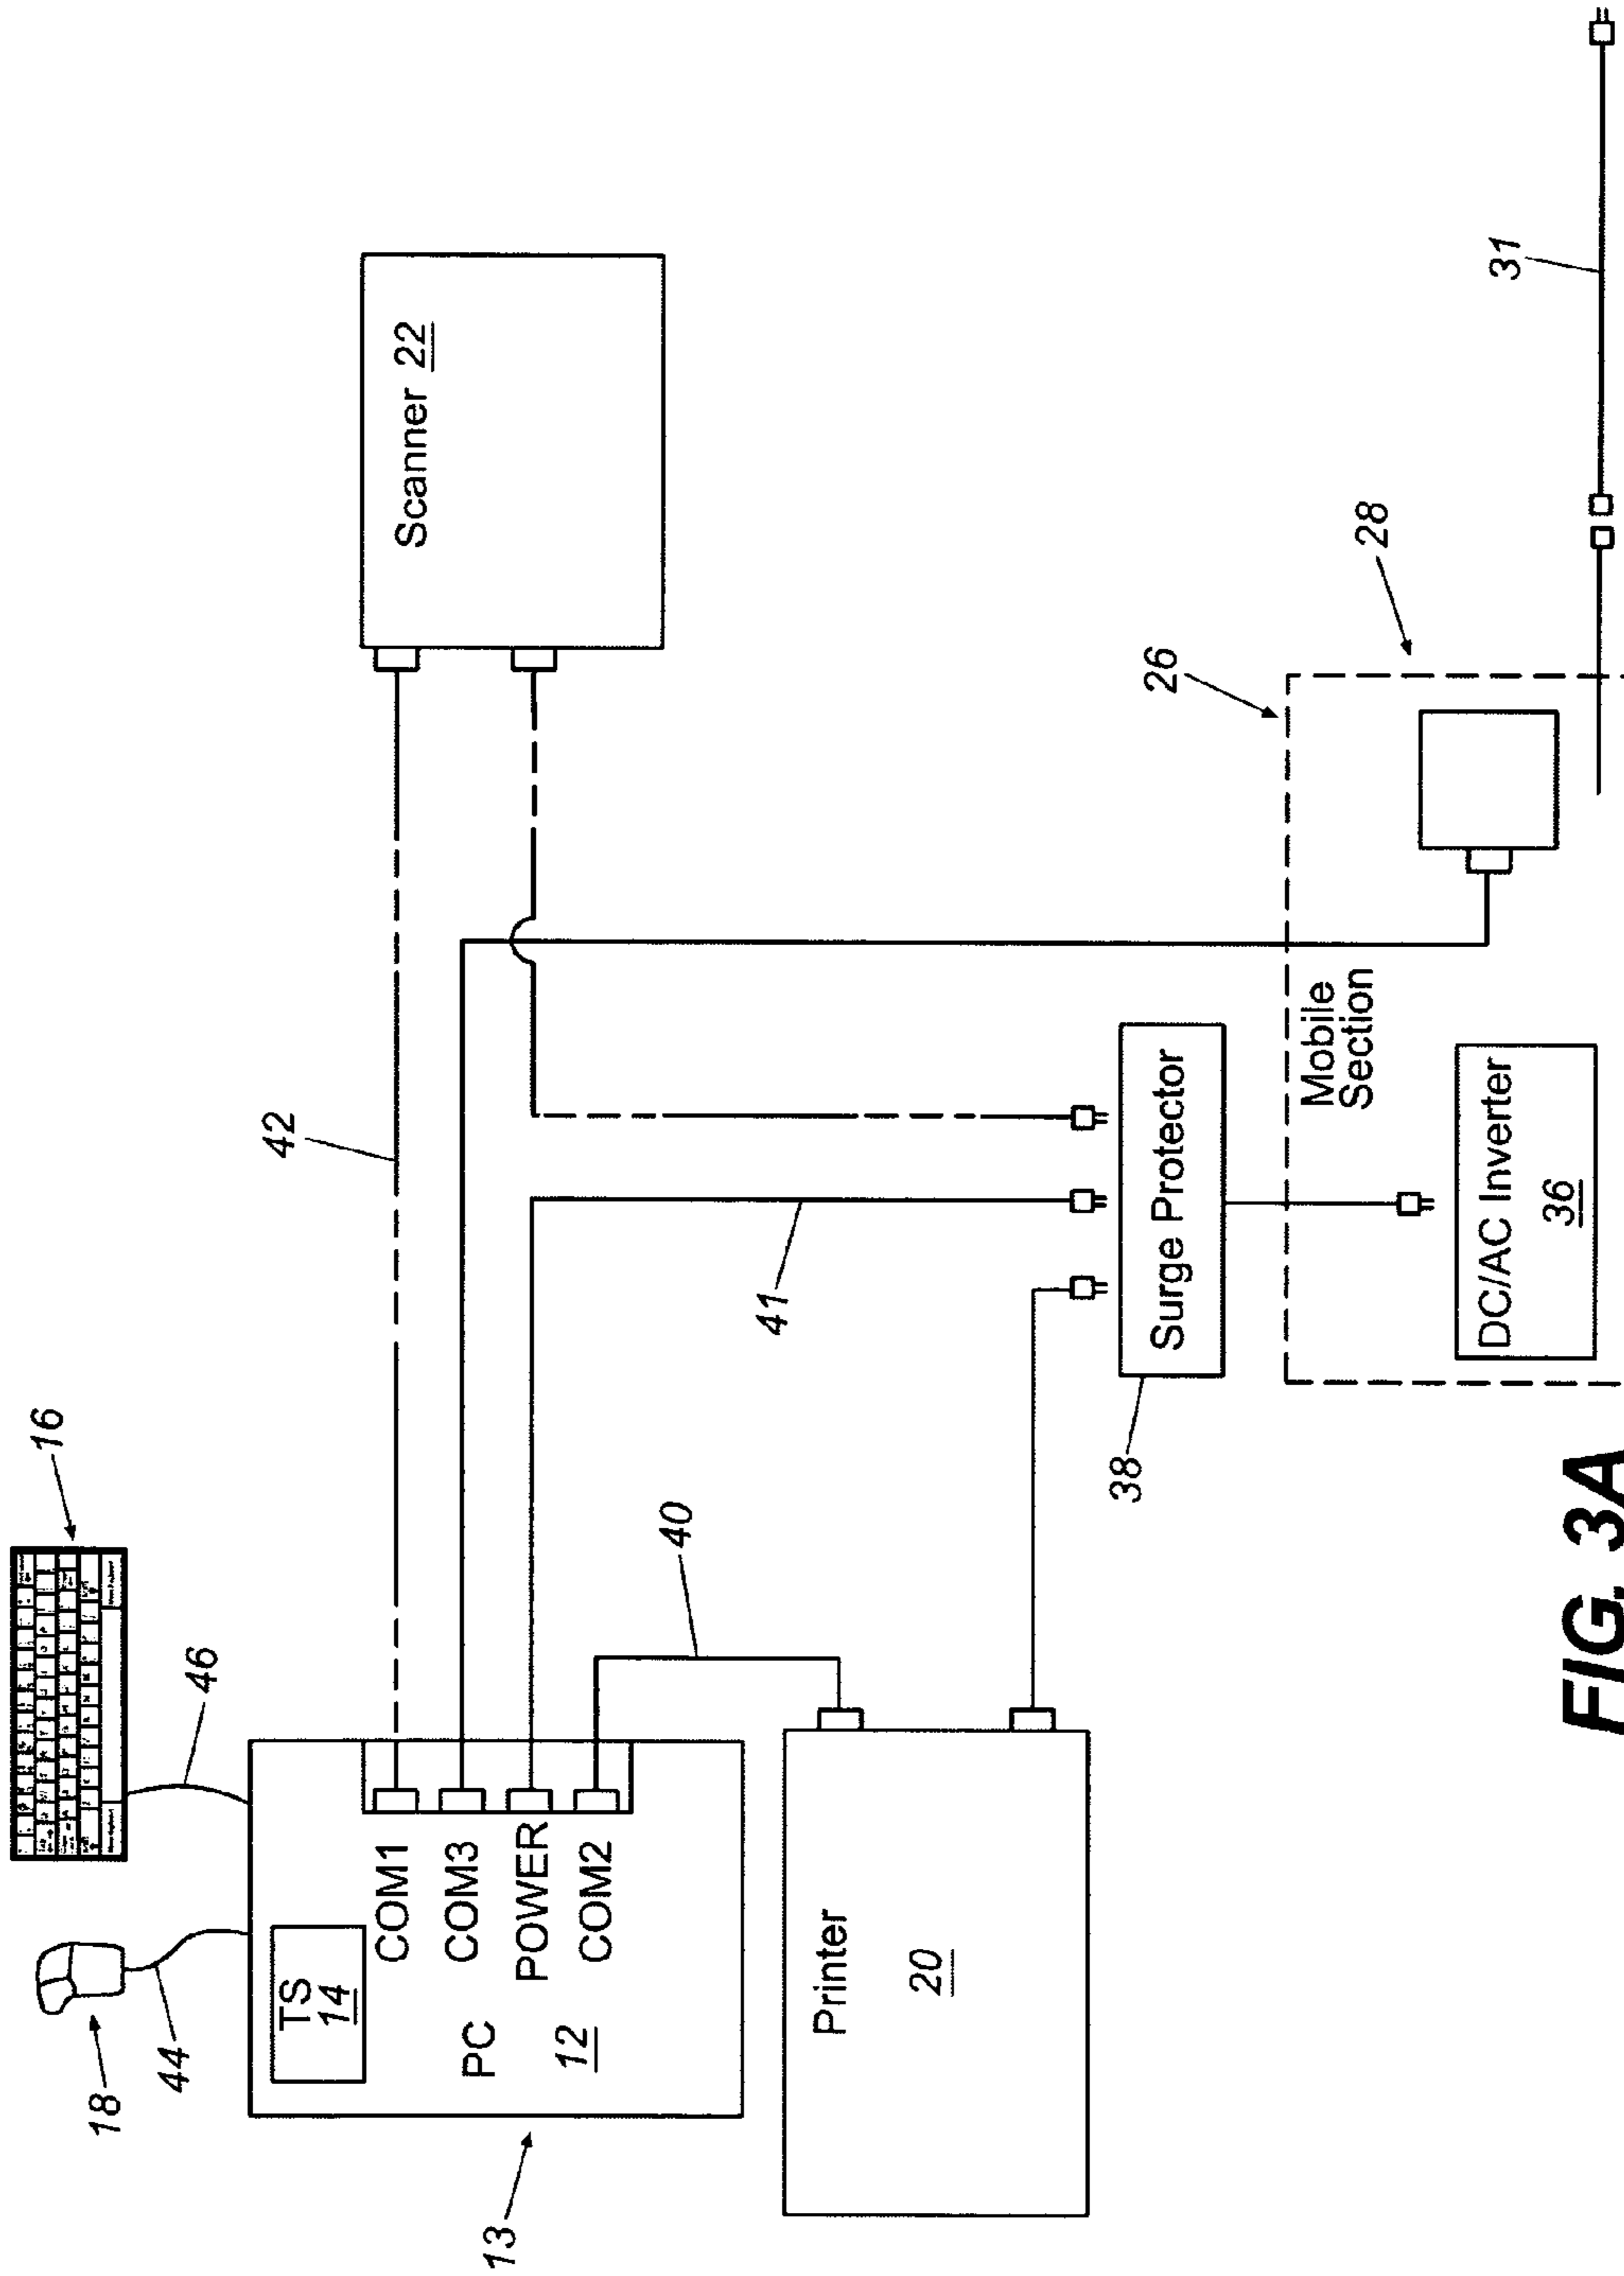 18
44
16
46
TS
14
COM1
COM3
POWER
COM2
PC
12
13
42
Scanner 22
40
41
Printer
20
38
Surge Protector
26
28
Mobile
Section
DC/AC Inverter
36
31
FIG. 3A